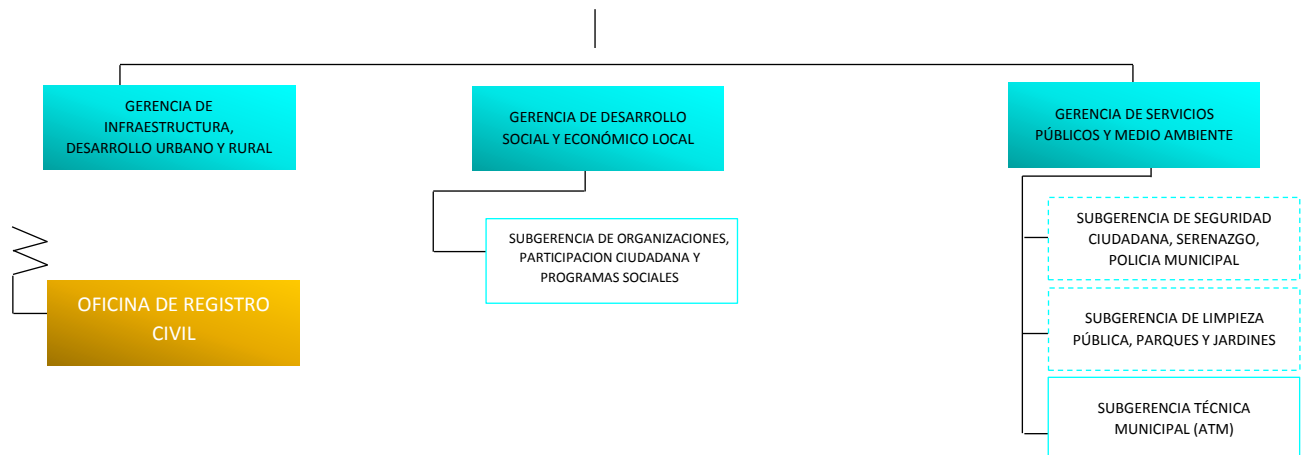 GERENCIA DE
INFRAESTRUCTURA,
DESARROLLO URBANO Y RURAL
GERENCIA DE DESARROLLO
SOCIAL Y ECONÓMICO LOCAL
GERENCIA DE SERVICIOS
PÚBLICOS Y MEDIO AMBIENTE
OFICINA DE REGISTRO
CIVIL
SUBGERENCIA DE ORGANIZACIONES,
PARTICIPACION CIUDADANA Y
PROGRAMAS SOCIALES
SUBGERENCIA DE SEGURIDAD
CIUDADANA, SERENAZGO,
POLICIA MUNICIPAL
SUBGERENCIA DE LIMPIEZA
PÚBLICA, PARQUES Y JARDINES
SUBGERENCIA TÉCNICA
MUNICIPAL (ATM)